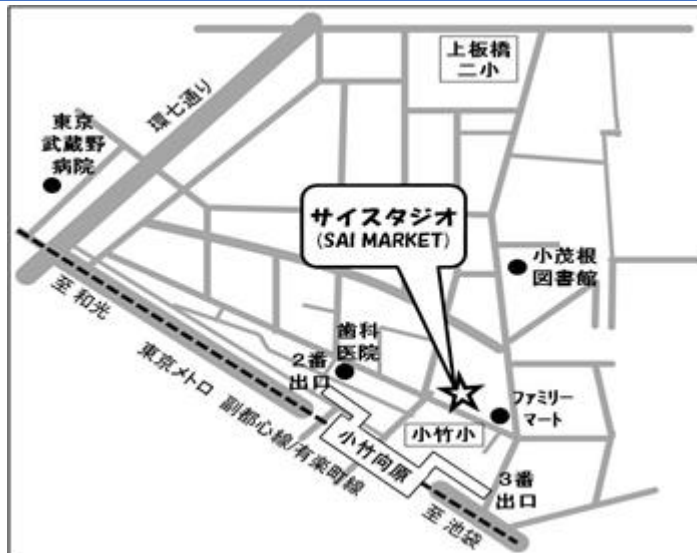 上板橋
二小
環七通り
東京
武蔵野
病院
サイスタジオ
(SAI MARKET)
小茂根
図書館
至 和光
歯科
医院
2番
出口
東京メトロ 副都心線/有楽町線
ファミリー
マート
小竹小
小竹向原
3番
出口
至 池袋